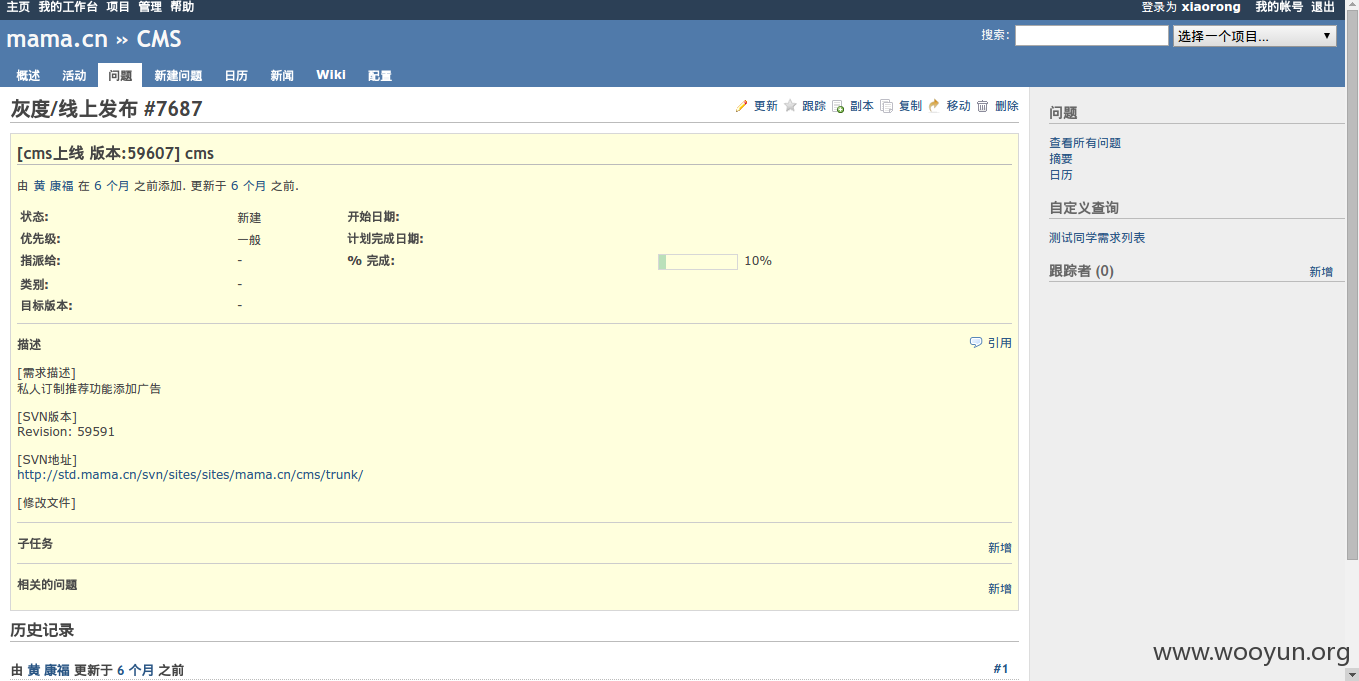 主页 我的工作台 项目 管理 帮助 登录为 xiaorong 我的帐号 退出
mama.cn » CMS 搜索: 选择一个项目...
概述 活动 问题 新建问题 日历 新闻 Wiki 配置
灰度/线上发布 #7687 更新 跟踪 副本 复制 移动 删除
[cms上线 版本:59607] cms
由 黄 康福 在 6 个月 之前添加. 更新于 6 个月 之前.
状态: 新建 开始日期:
优先级: 一般 计划完成日期:
指派给: - % 完成: 10%
类别: -
目标版本: -
描述 引用
[需求描述]
私人订制推荐功能添加广告
[SVN版本]
Revision: 59591
[SVN地址]
http://std.mama.cn/svn/sites/sites/mama.cn/cms/trunk/
[修改文件]
子任务 新增
相关的问题 新增
历史记录
由 黄 康福 更新于 6 个月 之前 #1
问题
查看所有问题
摘要
日历
自定义查询
测试同学需求列表
跟踪者 (0) 新增
www.wooyun.org